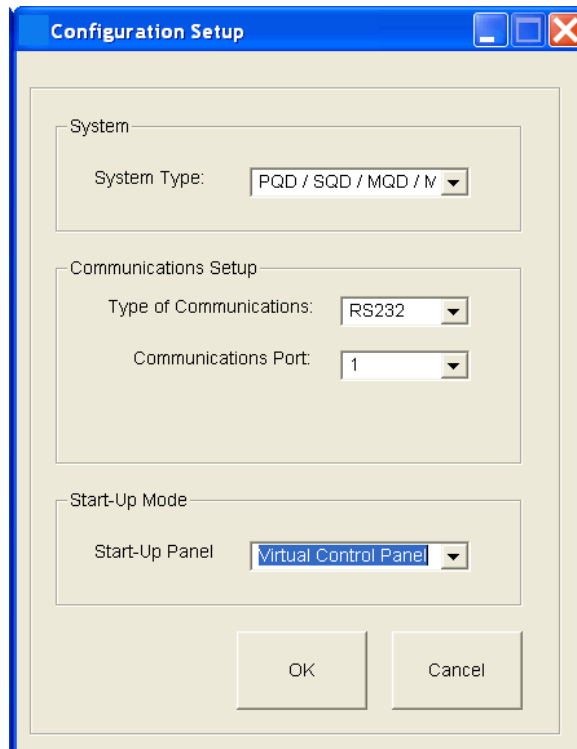 Configuration Setup
System
System Type: PQD / SQD / MQD / M
Communications Setup
Type of Communications: RS232
Communications Port: 1
Start-Up Mode
Start-Up Panel Virtual Control Panel
OK Cancel